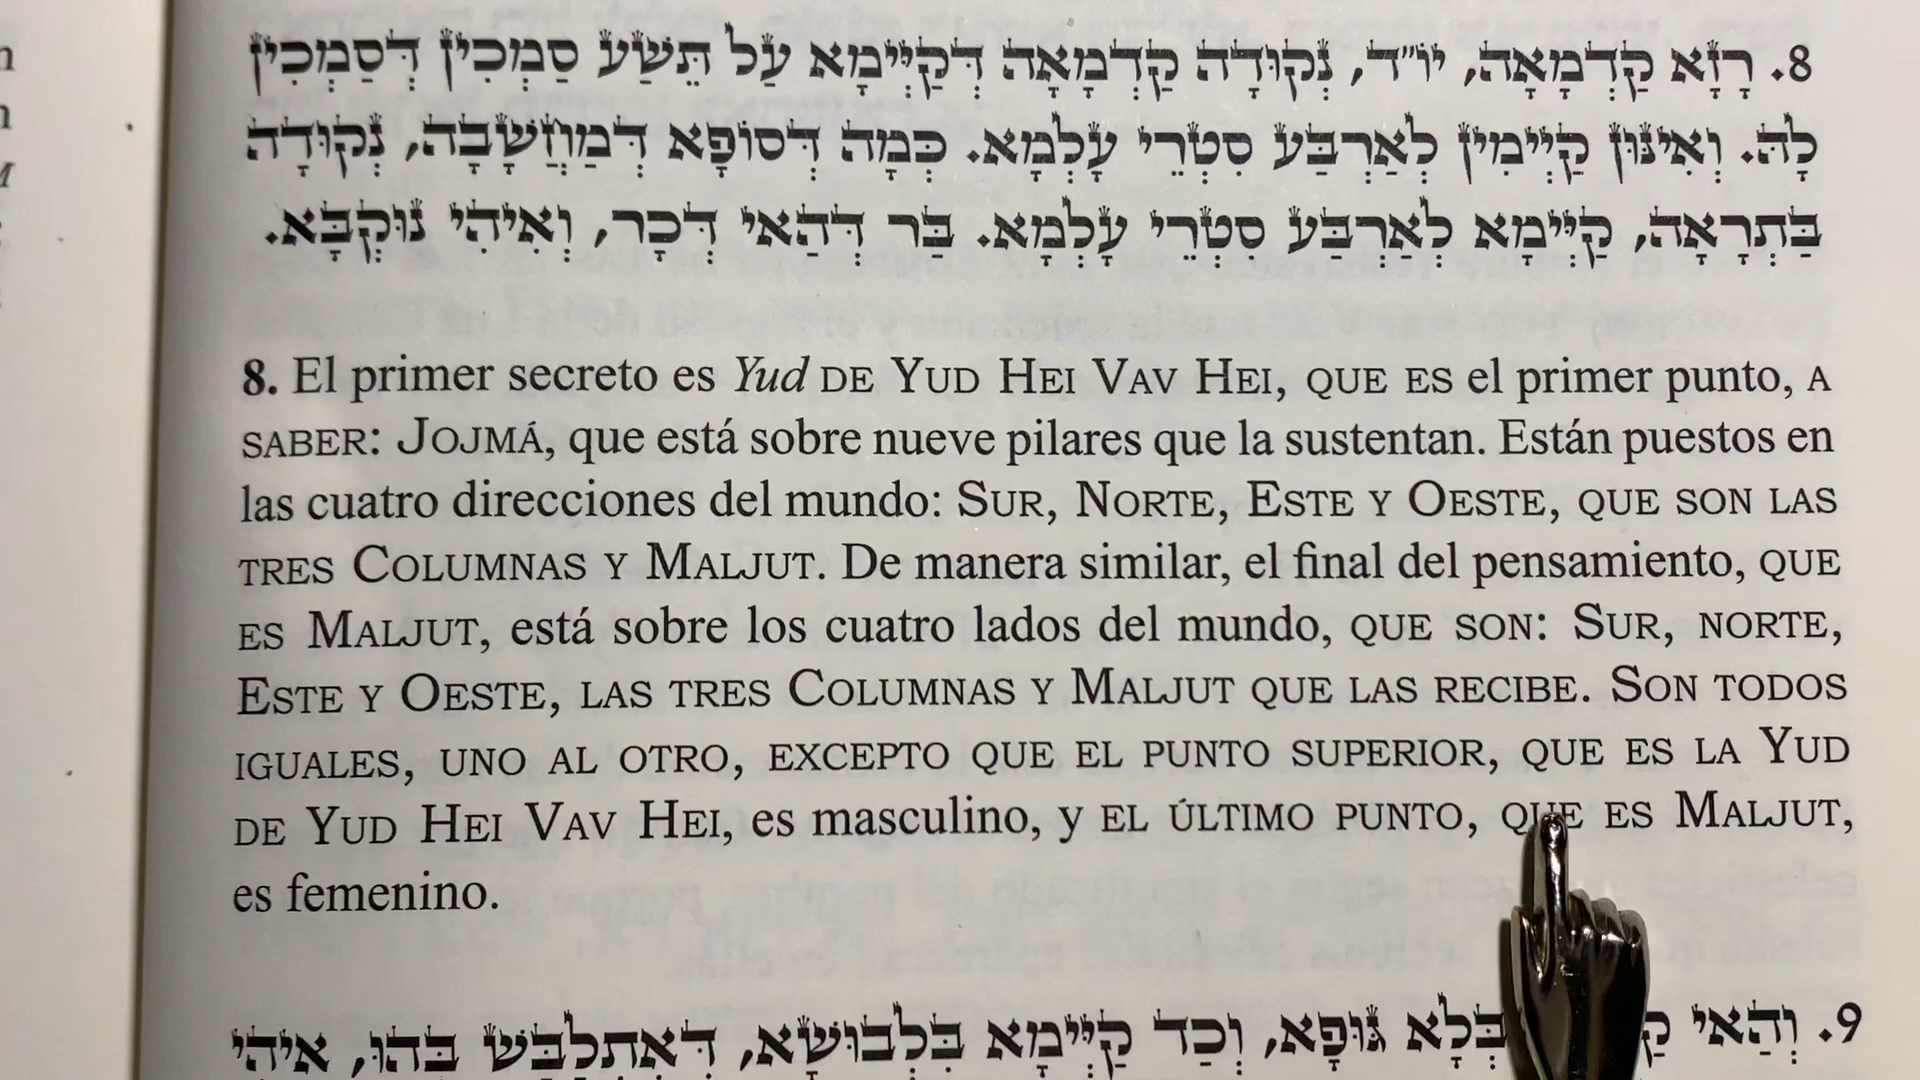 8. רָזָא קַדְמָאָה, יוֹ"ד, נְקוּדָה קַדְמָאָה דְּקַיְּימָא עַל תֵּשַׁע סַמְכִין דְּסַמְכִין
לָהּ. וְאִינּוּן קַיְימִין לְאַרְבַּע סִטְרֵי עָלְמָא. כְּמָה דְּסוֹפָא דְּמַחֲשָׁבָה, נְקוּדָה
בַּתְרָאָה, קַיְּימָא לְאַרְבַּע סִטְרֵי עָלְמָא. בַּר דְּהַאי דְּכָר, וְאִיהִי נוּקְבָּא.
8. El primer secreto es Yud DE YUD HEI VAV HEI, QUE ES el primer punto, A
SABER: JOJMÁ, que está sobre nueve pilares que la sustentan. Están puestos en
las cuatro direcciones del mundo: SUR, NORTE, ESTE Y OESTE, QUE SON LAS
TRES COLUMNAS Y MALJUT. De manera similar, el final del pensamiento, QUE
ES MALJUT, está sobre los cuatro lados del mundo, QUE SON: SUR, NORTE,
ESTE Y OESTE, LAS TRES COLUMNAS Y MALJUT QUE LAS RECIBE. SON TODOS
IGUALES, UNO AL OTRO, EXCEPTO QUE EL PUNTO SUPERIOR, QUE ES LA YUD
DE YUD HEI VAV HEI, es masculino, y EL ÚLTIMO PUNTO, QUE ES MALJUT,
es femenino.
9. וְהַאי בְּלָא גּוּפָא, וְכַד קַיְּימָא בִּלְבוּשָׁא, דְּאִתְלַבַּשׁ בְּהוּ, אִיהִי